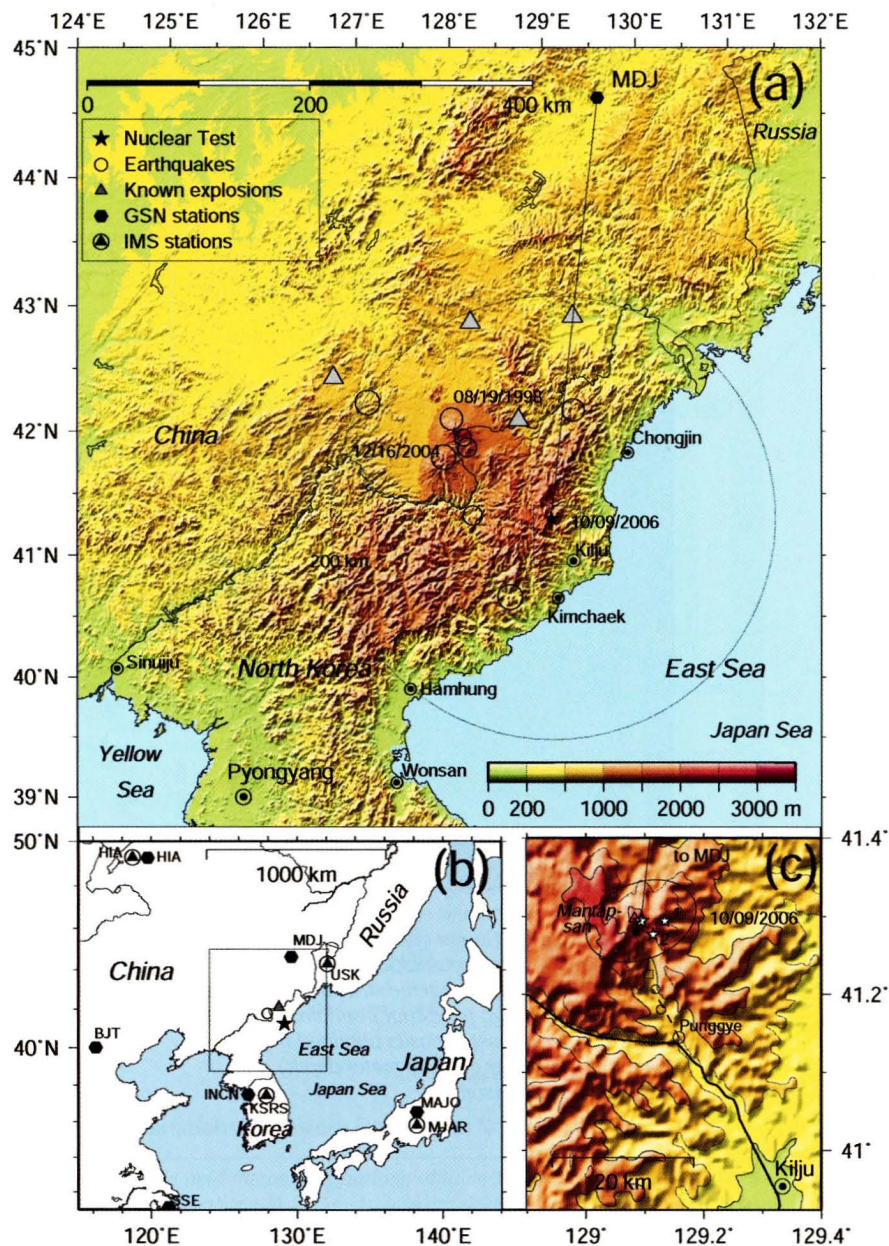 124° 125° 126° 127° 128° 129° 130° 131° 132°
45°
44°
43°
42°
41°
40°
39°
(a)
0 200 400 km
MDJ
Russia
Nuclear Test
Earthquakes
Known explosions
GSN stations
IMS stations
08/19/1998
China
12/16/2004
Chongjin
10/09/2006
200 km
Kilju
Kimchaek
Sinuiju
North Korea
East Sea
Hamhung
Japan Sea
Yellow
Sea
Pyongyang
Wonsan
0 200 1000 2000 3000 m
50°
40°
(b)
HIA
HIA
1000 km
Russia
China
MDJ
USK
BJT
East Sea
Japan
Japan Sea
INCN
KSRS
Korea
MAJO
MJAR
SSE
120° 130° 140°
(c)
to MDJ
Mantap-
san
10/09/2006
Punggye
Kilju
20 km
41.4°
41.2°
41°
129° 129.2° 129.4°